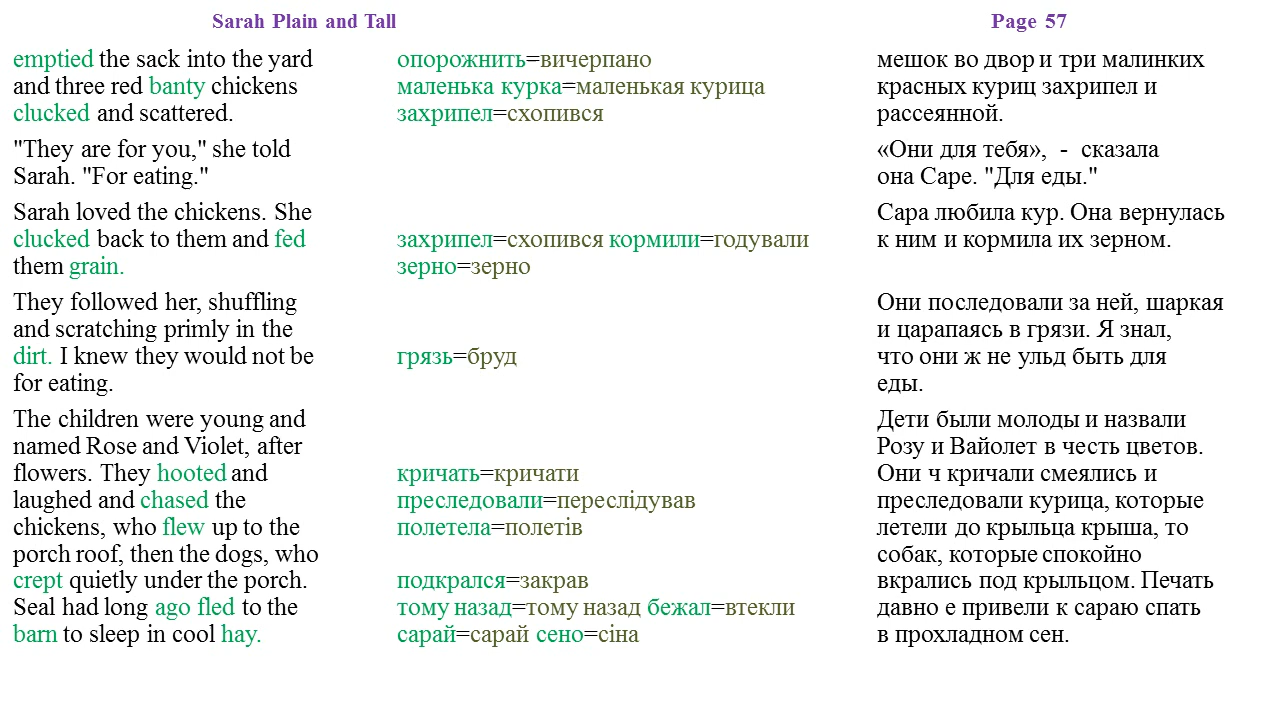 Sarah Plain and Tall
Page 57
emptied the sack into the yard
and three red banty chickens
clucked and scattered.
"They are for you," she told
Sarah. "For eating."
Sarah loved the chickens. She
clucked back to them and fed
them grain.
They followed her, shuffling
and scratching primly in the
dirt. I knew they would not be
for eating.
The children were young and
named Rose and Violet, after
flowers. They hooted and
laughed and chased the
chickens, who flew up to the
porch roof, then the dogs, who
crept quietly under the porch.
Seal had long ago fled to the
barn to sleep in cool hay.
опорожнить=вичерпано
маленька курка=маленькая курица
захрипел=схопився
захрипел=схопився кормили=годували
зерно=зерно
грязь=бруд
кричать=кричати
преследовали=переслідував
полетела=полетів
подкрался=закрав
тому назад=тому назад бежал=втекли
сарай=сарай сено=сіна
мешок во двор и три малинких
красных куриц захрипел и
рассеянной.
«Они для тебя», - сказала
она Саре. "Для еды."
Сара любила кур. Она вернулась
к ним и кормила их зерном.
Они последовали за ней, шаркая
и царапаясь в грязи. Я знал,
что они ж не ульд быть для
еды.
Дети были молоды и назвали
Розу и Вайолет в честь цветов.
Они ч кричали смеялись и
преследовали курица, которые
летели до крыльца крыша, то
собак, которые спокойно
вкрались под крыльцом. Печать
давно е привели к сараю спать
в прохладном сен.